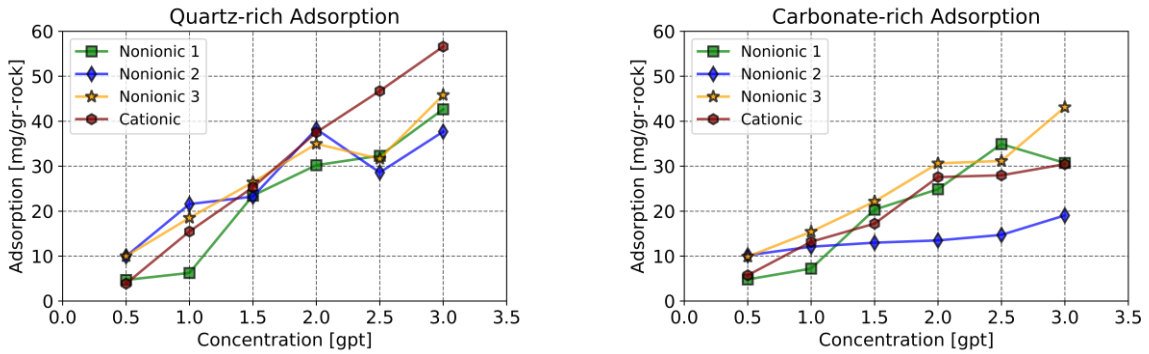 Quartz-rich Adsorption
Adsorption [mg/gr-rock]
60
50
40
30
20
10
0
Nonionic 1
Nonionic 2
Nonionic 3
Cationic
0.0 0.5 1.0 1.5 2.0 2.5 3.0 3.5
Concentration [gpt]
Carbonate-rich Adsorption
Adsorption [mg/gr-rock]
60
50
40
30
20
10
0
Nonionic 1
Nonionic 2
Nonionic 3
Cationic
0.0 0.5 1.0 1.5 2.0 2.5 3.0 3.5
Concentration [gpt]